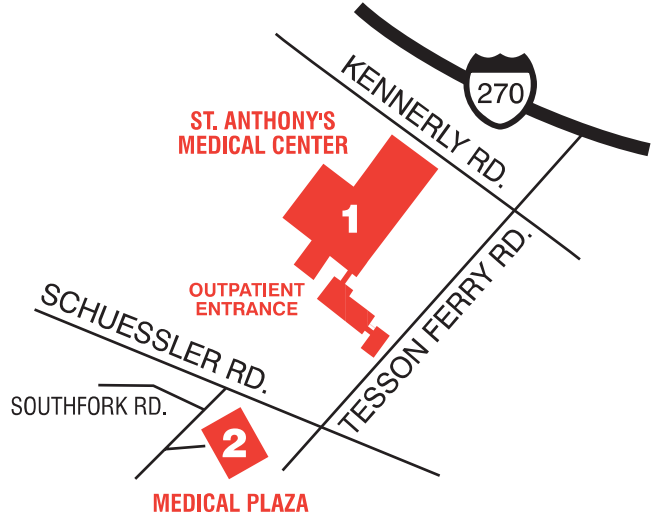 270
KENNERLY RD.
ST. ANTHONY'S
MEDICAL CENTER
1
OUTPATIENT
ENTRANCE
TESSON FERRY RD.
SCHUESSLER RD.
SOUTHFORK RD.
2
MEDICAL PLAZA